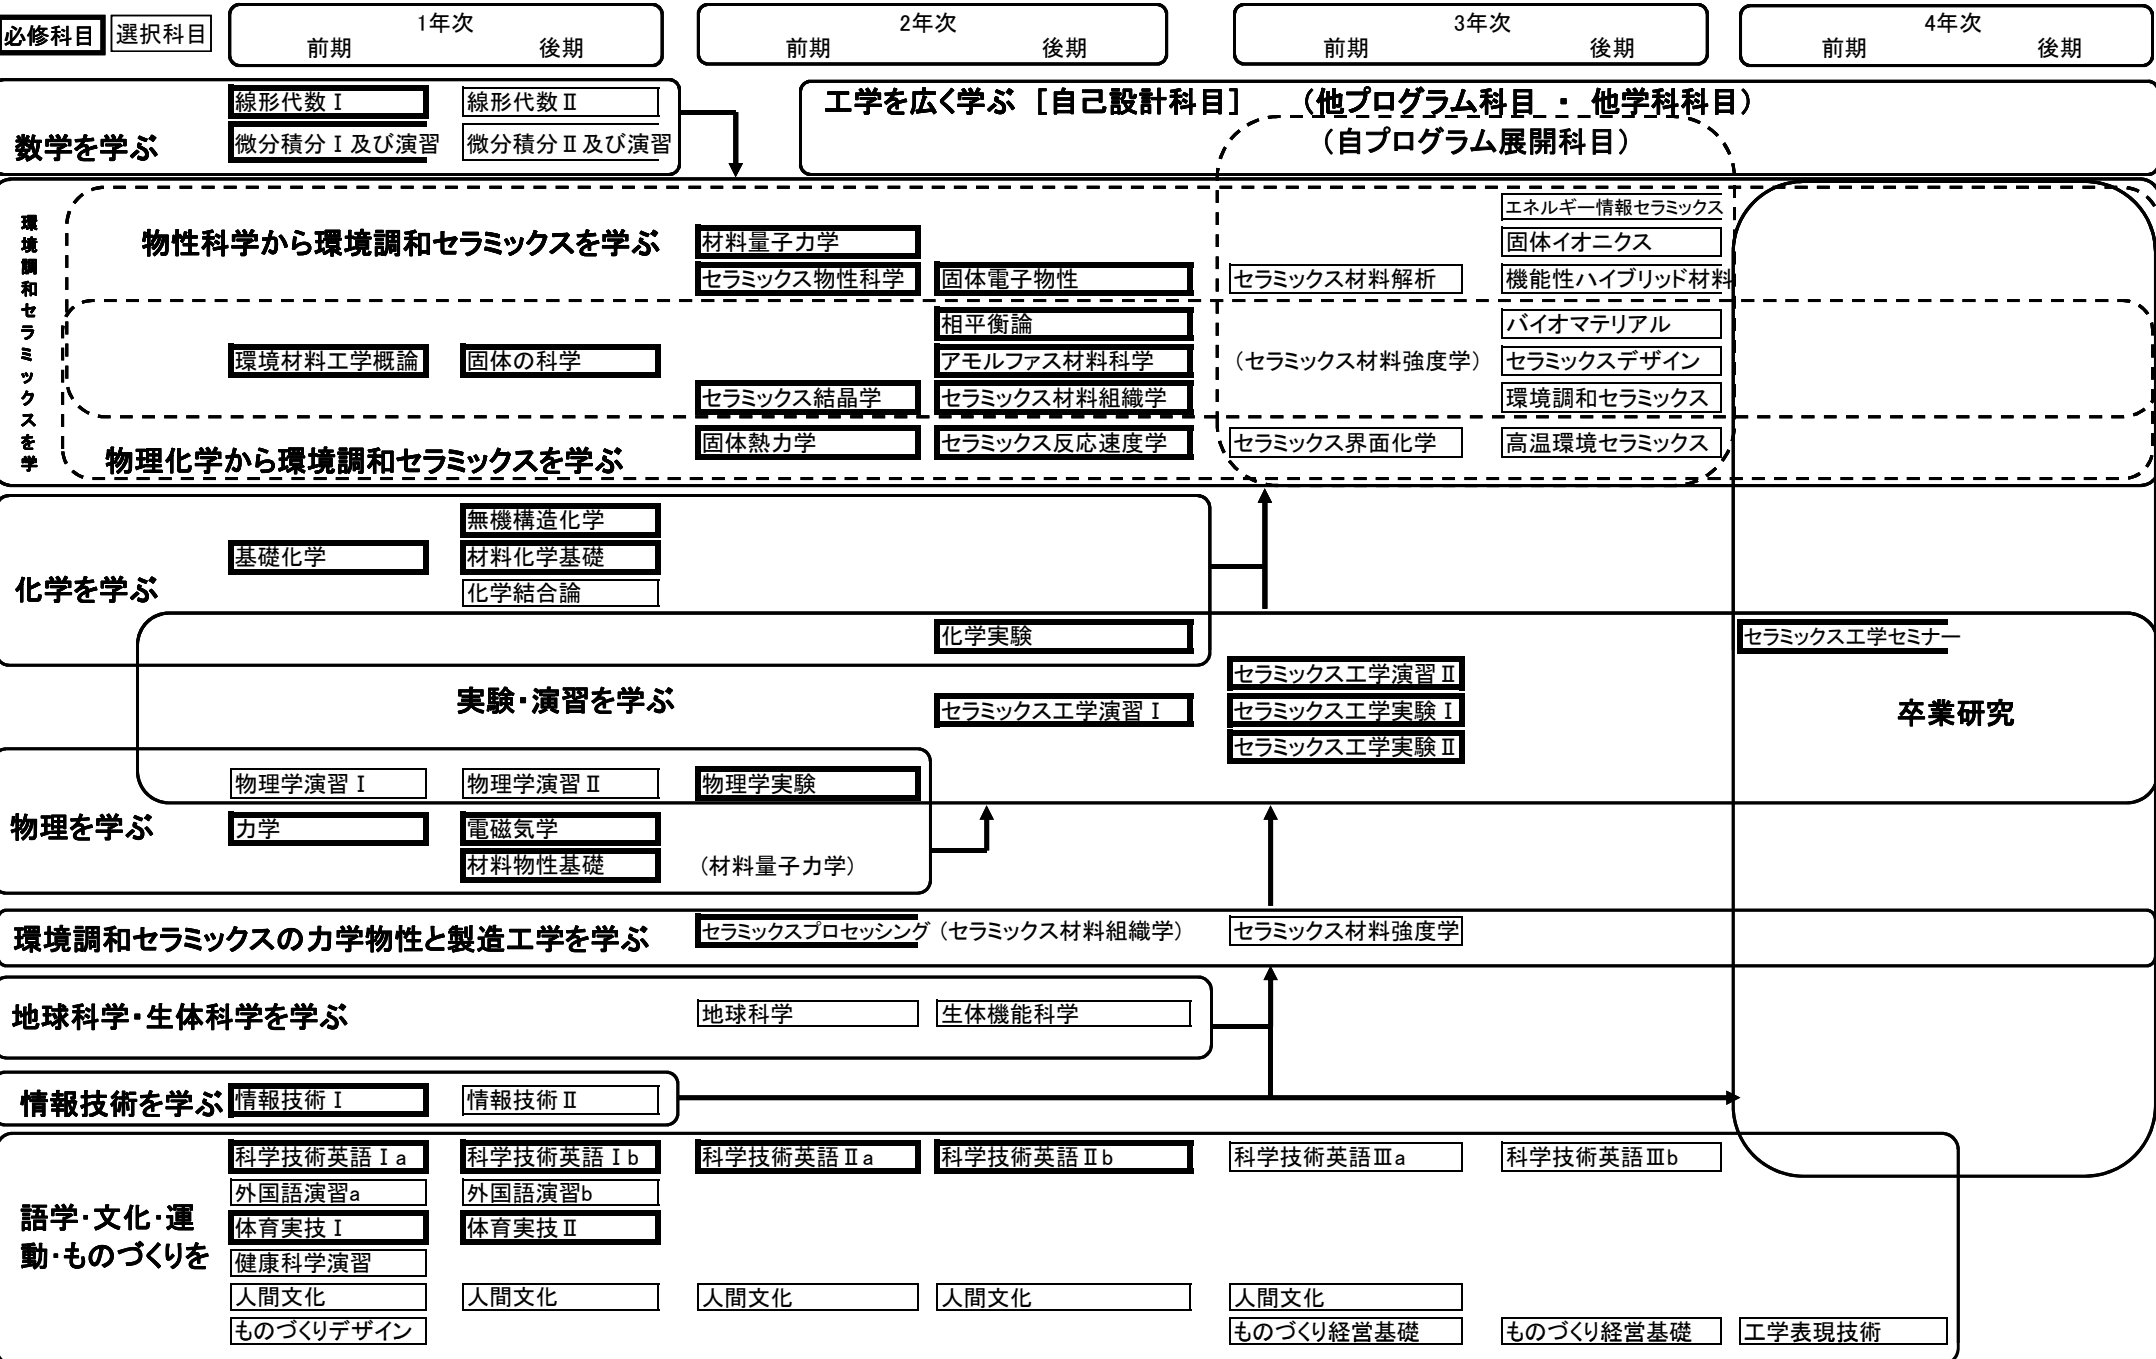 必修科目 選択科目
1年次 2年次 3年次 4年次
前期 後期 前期 後期 前期 後期 前期 後期
線形代数Ⅰ 線形代数Ⅱ
工学を広く学ぶ [自己設計科目] (他プログラム科目 ・ 他学科科目)
数学を学ぶ 微分積分Ⅰ及び演習 微分積分Ⅱ及び演習 (自プログラム展開科目)
環境調和セラミックスを学
エネルギー情報セラミックス
物性科学から環境調和セラミックスを学ぶ 材料量子力学 固体イオニクス
セラミックス物性科学 固体電子物性 セラミックス材料解析 機能性ハイブリッド材料
相平衡論 バイオマテリアル
環境材料工学概論 固体の科学 アモルファス材料科学 (セラミックス材料強度学) セラミックスデザイン
セラミックス結晶学 セラミックス材料組織学 環境調和セラミックス
固体熱力学 セラミックス反応速度学 セラミックス界面化学 高温環境セラミックス
物理化学から環境調和セラミックスを学ぶ
無機構造化学
基礎化学 材料化学基礎
化学を学ぶ 化学結合論
化学実験 セラミックス工学セミナー
セラミックス工学演習Ⅱ
実験・演習を学ぶ セラミックス工学演習Ⅰ セラミックス工学実験Ⅰ 卒業研究
セラミックス工学実験Ⅱ
物理学演習Ⅰ 物理学演習Ⅱ 物理学実験
物理を学ぶ 力学 電磁気学
材料物性基礎 (材料量子力学)
環境調和セラミックスの力学物性と製造工学を学ぶ セラミックスプロセッシング (セラミックス材料組織学) セラミックス材料強度学
地球科学・生体科学を学ぶ 地球科学 生体機能科学
情報技術を学ぶ 情報技術Ⅰ 情報技術Ⅱ
科学技術英語Ⅰa 科学技術英語Ⅰb 科学技術英語Ⅱa 科学技術英語Ⅱb 科学技術英語Ⅲa 科学技術英語Ⅲb
外国語演習a 外国語演習b
語学・文化・運
体育実技Ⅰ 体育実技Ⅱ
動・ものづくりを 健康科学演習
人間文化 人間文化 人間文化 人間文化 人間文化
ものづくりデザイン ものづくり経営基礎 ものづくり経営基礎 工学表現技術